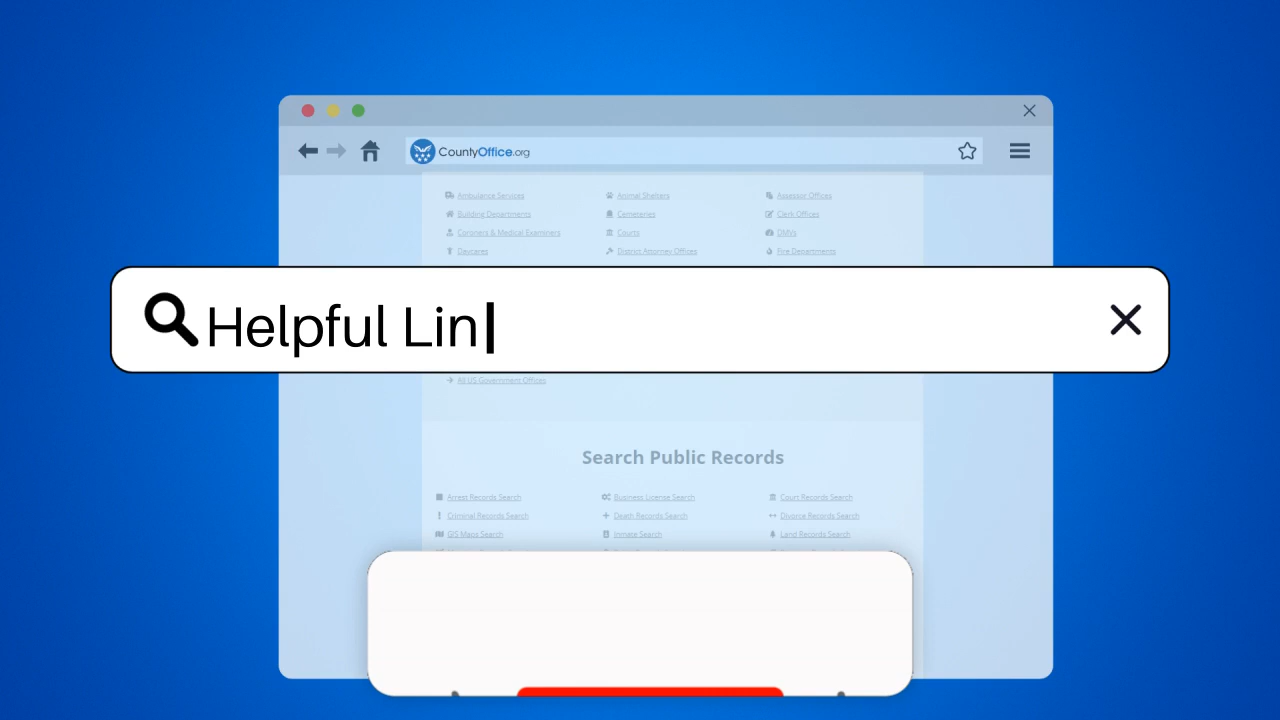 CountyOffice.org
Ambulance Services Animal Shelters Assessor Offices
Building Departments Cemeteries Clerk Offices
Coroners & Medical Examiners Courts DMVs
Daycares District Attorney Offices Fire Departments
Helpful Lin
All US Government Offices
Search Public Records
Arrest Records Search Business License Search Court Records Search
Criminal Records Search Death Records Search Divorce Records Search
GIS Maps Search Inmate Search Land Records Search